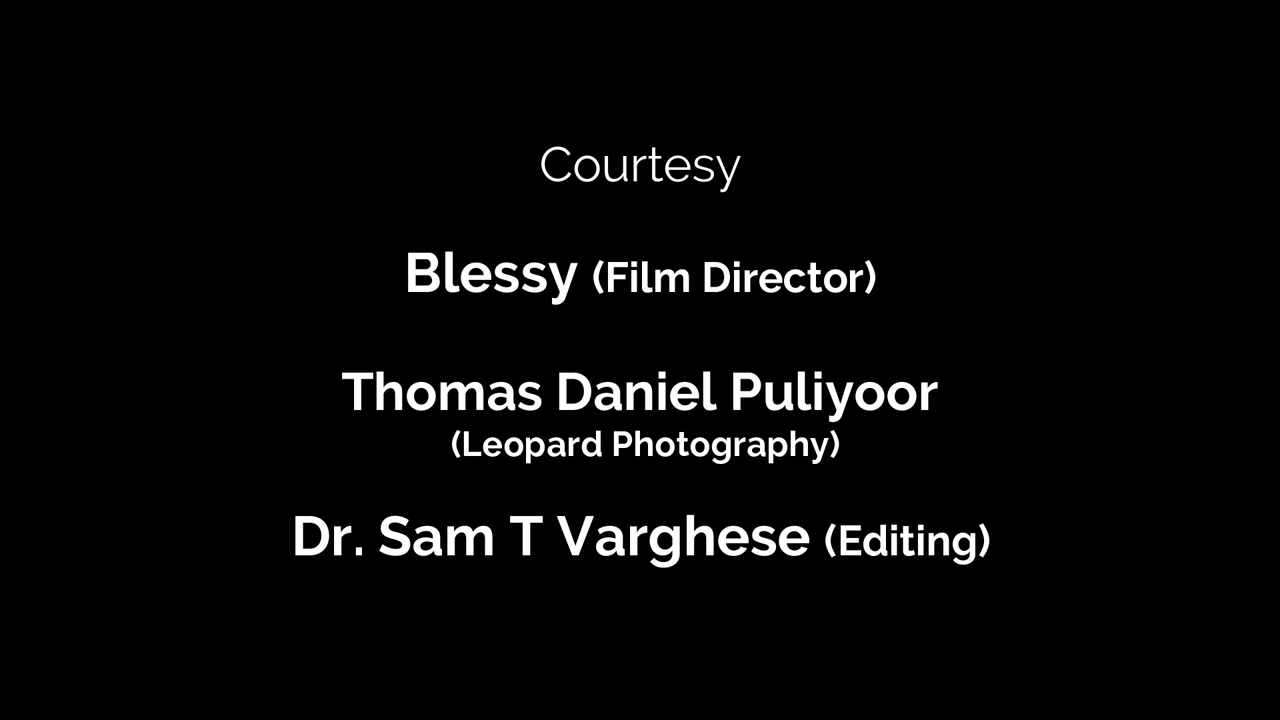 Courtesy
Blessy (Film Director)
Thomas Daniel Puliyoor
(Leopard Photography)
Dr. Sam T Varghese (Editing)